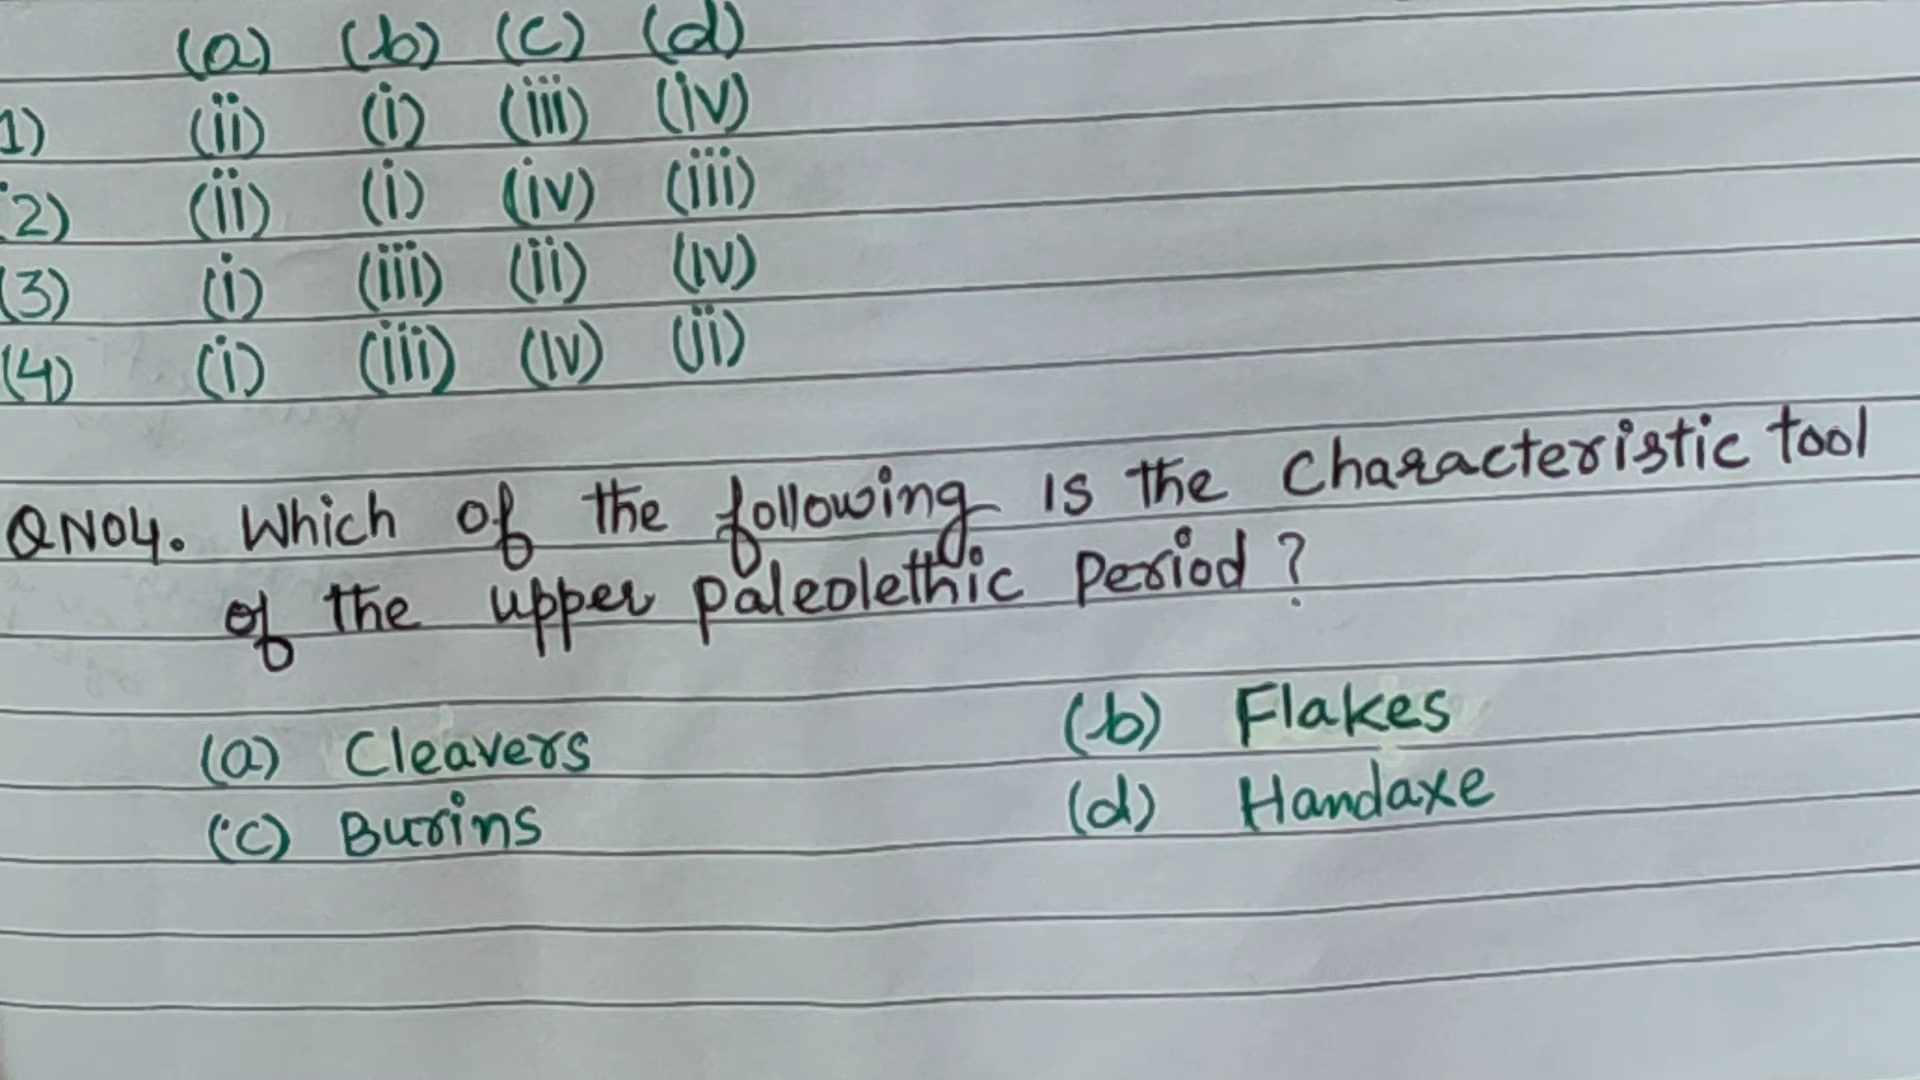 (a) (b) (c) (d)
1) (ii) (i) (iii) (iv)
2) (ii) (i) (iv) (iii)
(3) (i) (iii) (ii) (iv)
(4) (i) (iii) (iv) (ii)
QNO4. Which of the following is the characteristic tool
of the upper paleolethic period ?
(a) Cleavers (b) Flakes
(c) Burins (d) Handaxe